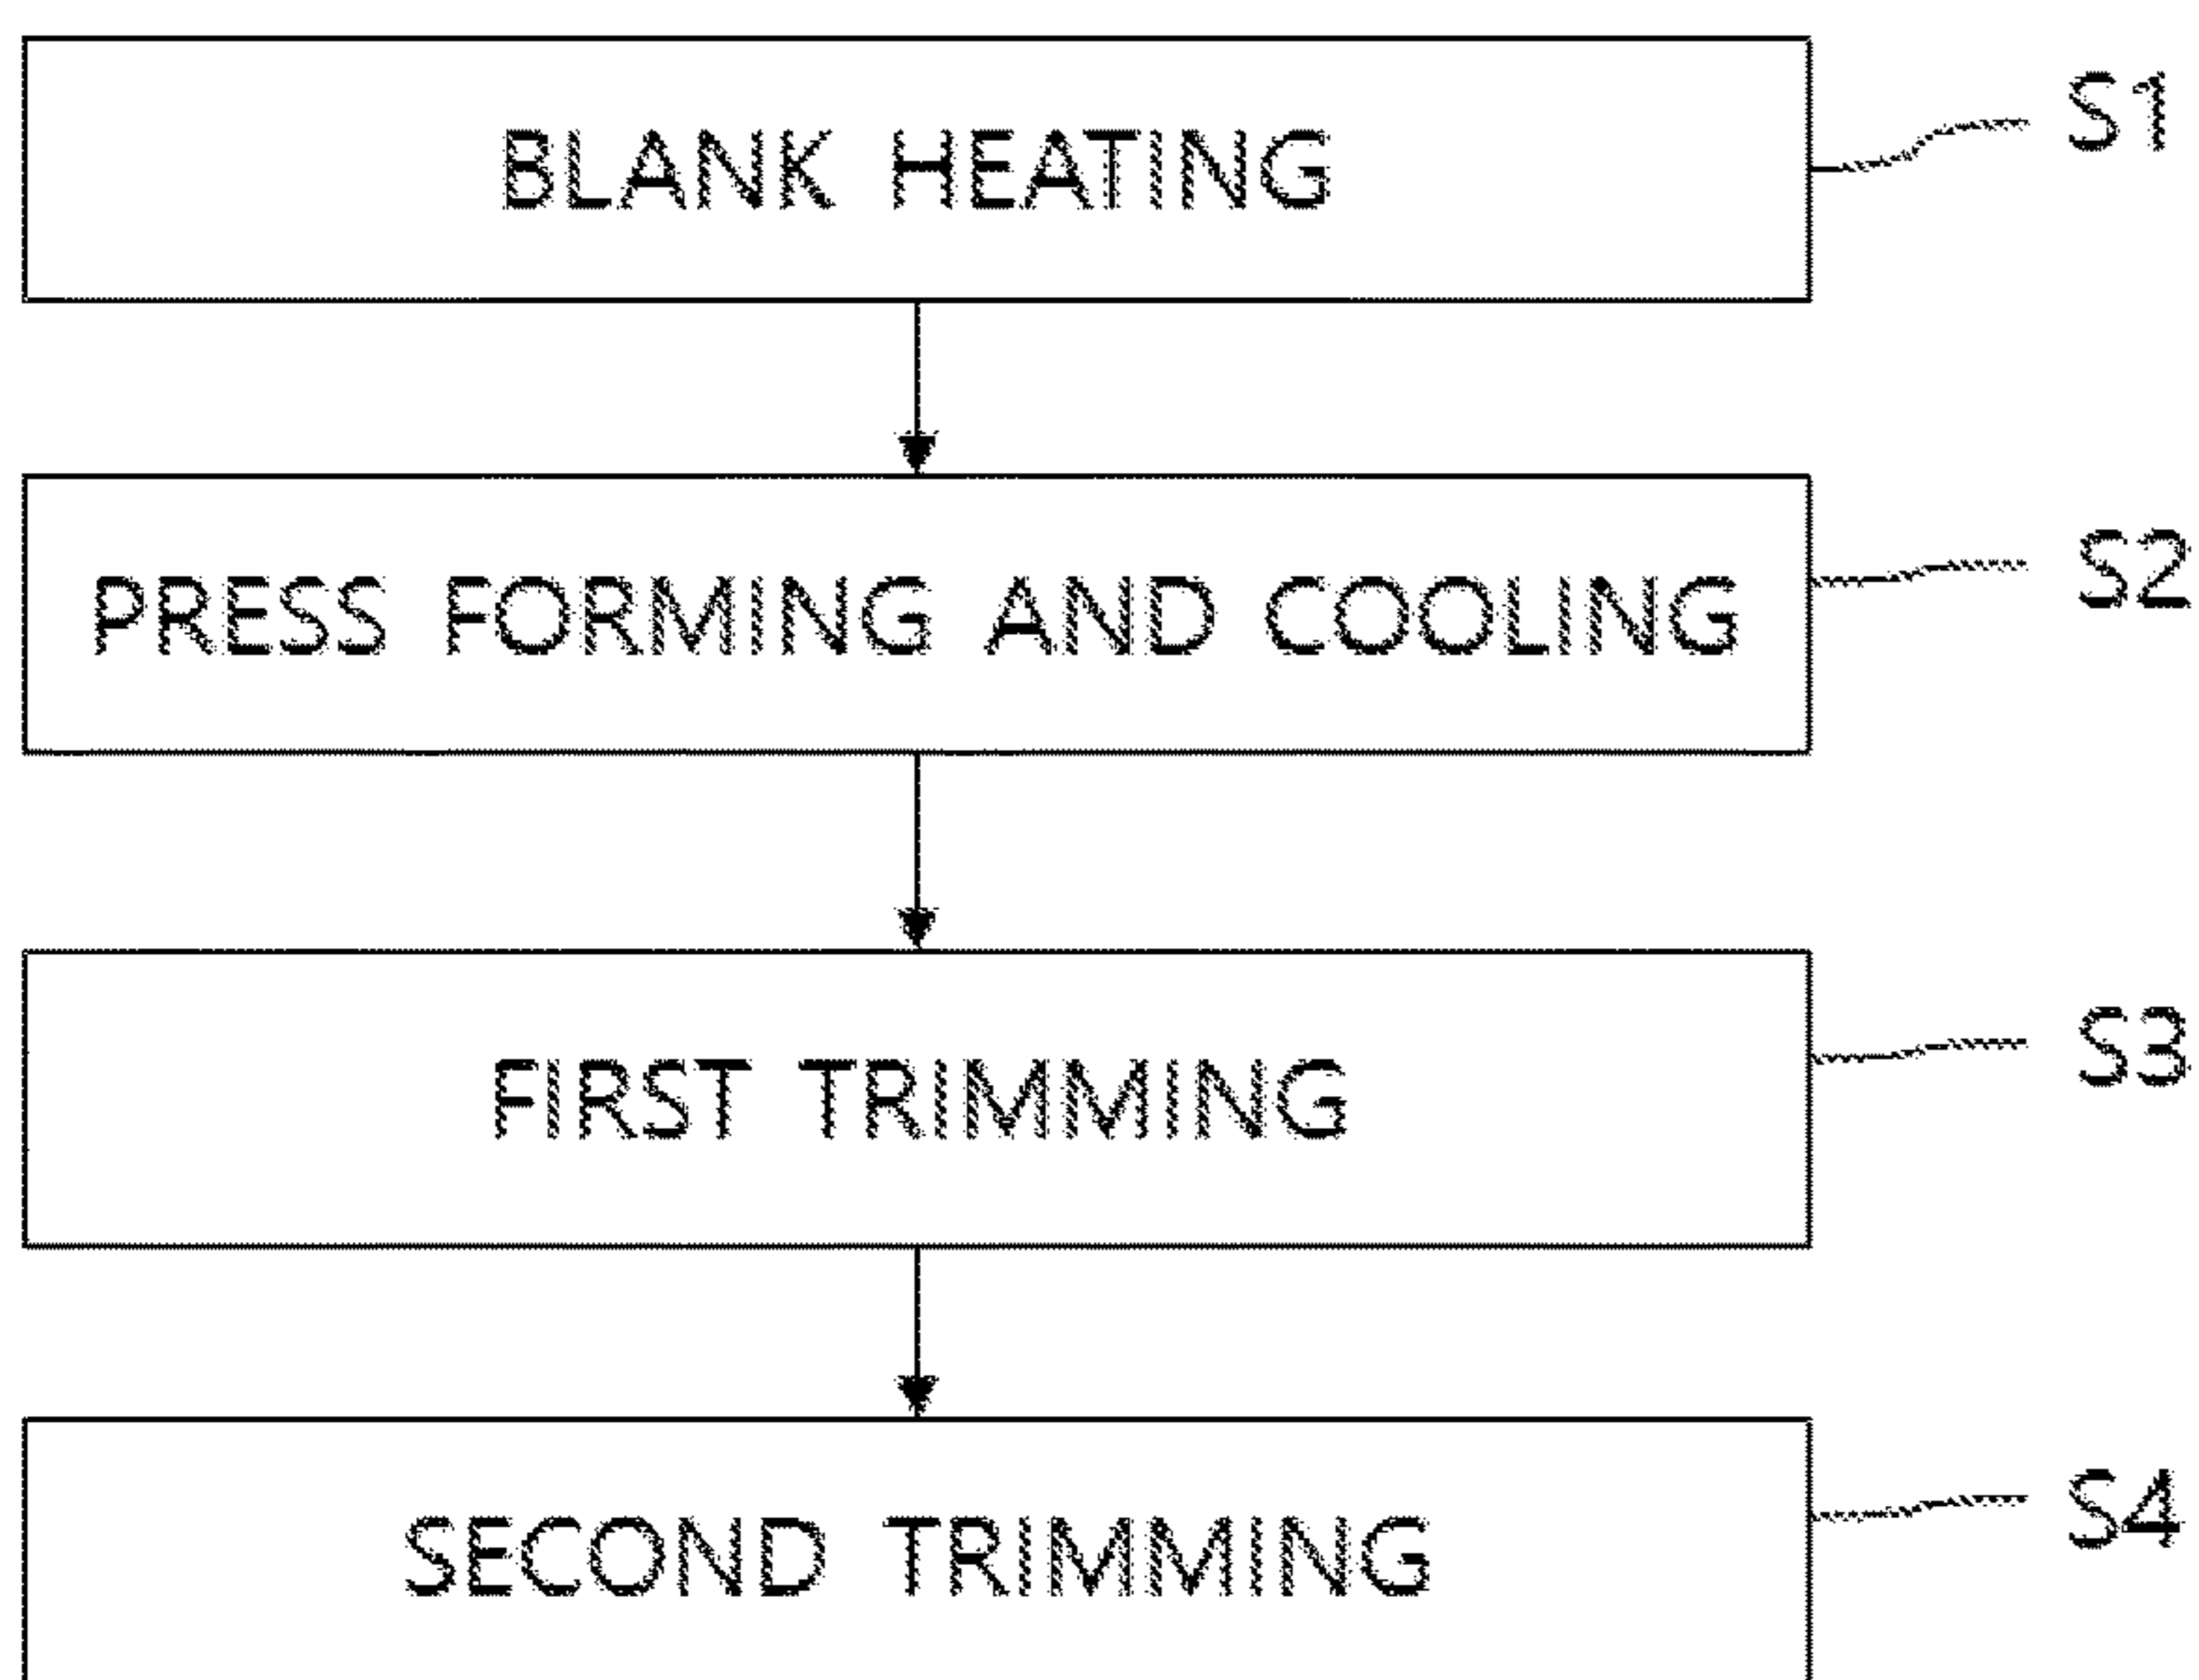 BLANK HEATING
S1
PRESS FORMING AND COOLING
S2
FIRST TRIMMING
S3
SECOND TRIMMING
S4